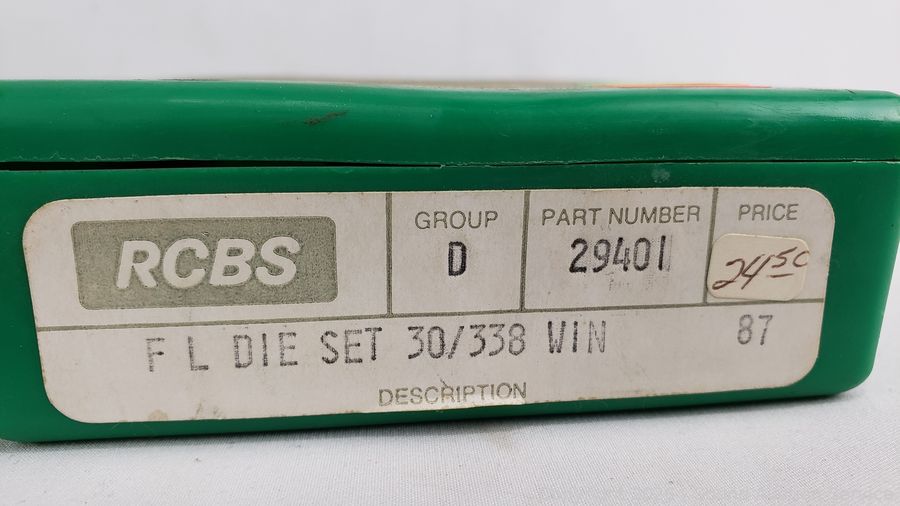 RCBS
GROUP
D
PART NUMBER
29401
PRICE
24.50
F L DIE SET 30/338 WIN
87
DESCRIPTION